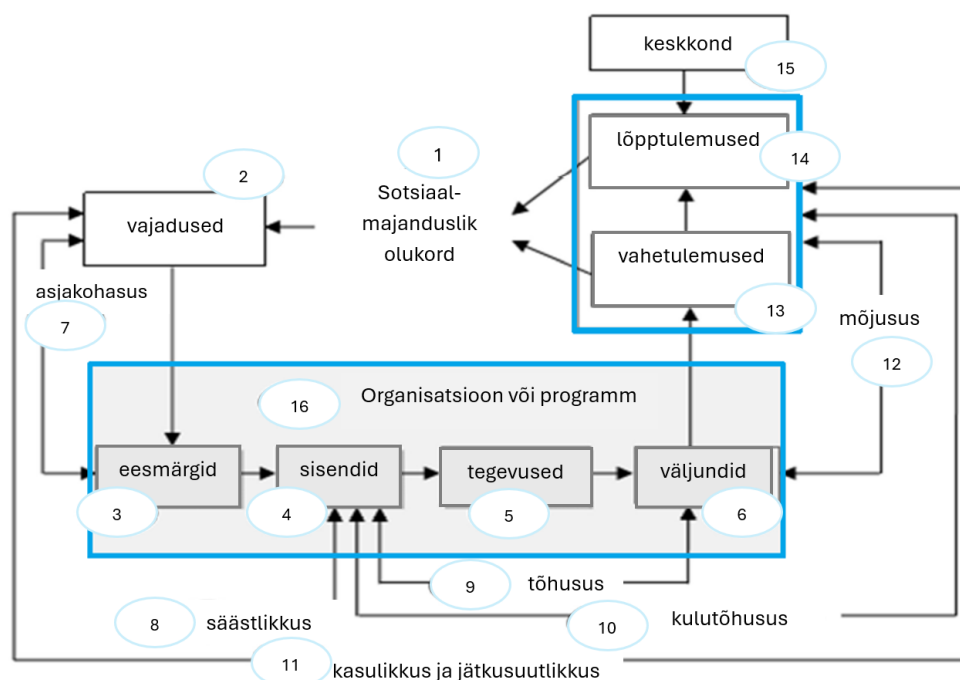 keskkond
15
lõpptulemused
14
1
Sotsiaal-
majanduslik
olukord
2
vajadused
vahetulemused
13
asjakohasus
7
mõjusus
12
16
Organisatsioon või programm
eesmärgid
3
sisendid
4
tegevused
5
väljundid
6
9
tõhusus
8
säästlikkus
10
kulutõhusus
11
kasulikkus ja jätkusuutlikkus